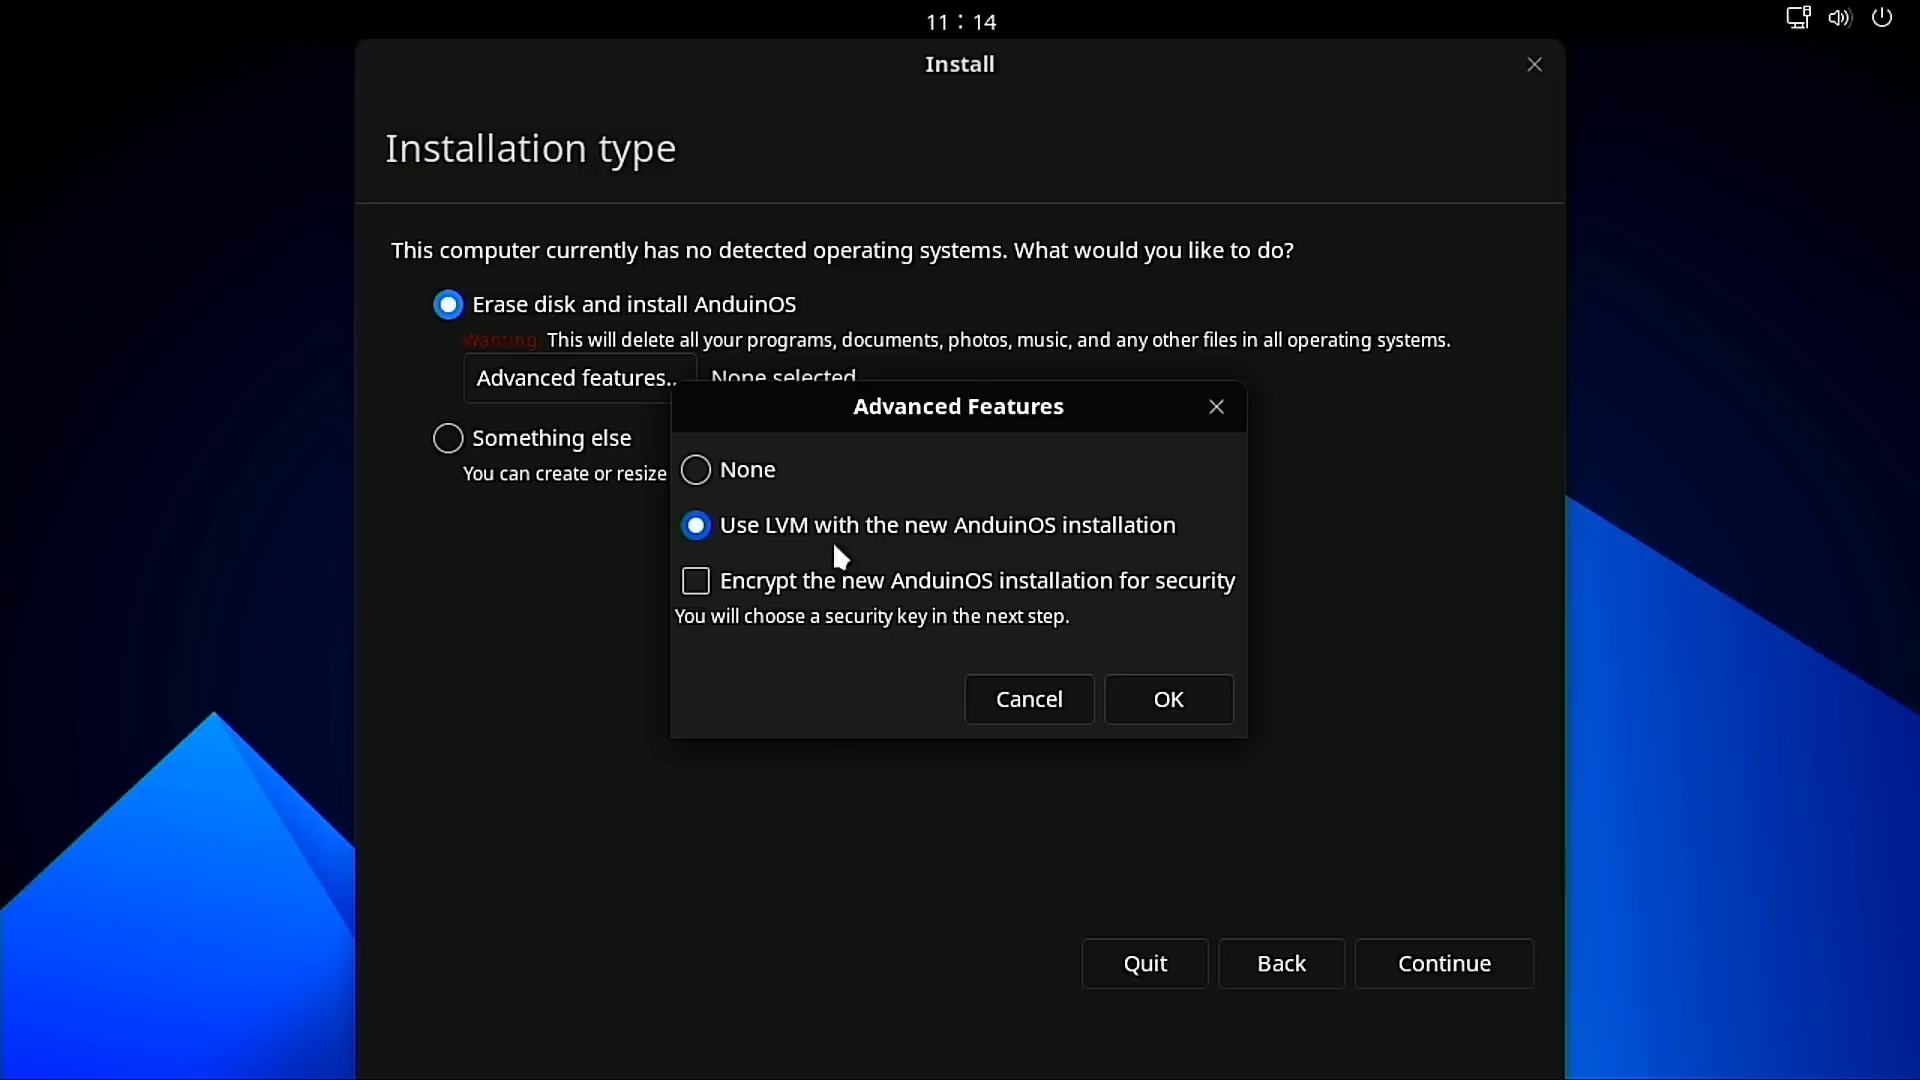 11 : 14
Install
Installation type
This computer currently has no detected operating systems. What would you like to do?
Erase disk and install AnduinOS
Warning: This will delete all your programs, documents, photos, music, and any other files in all operating systems.
Advanced features... None selected
Advanced Features
Something else
You can create or resize
None
Use LVM with the new AnduinOS installation
Encrypt the new AnduinOS installation for security
You will choose a security key in the next step.
Cancel OK
Quit Back Continue